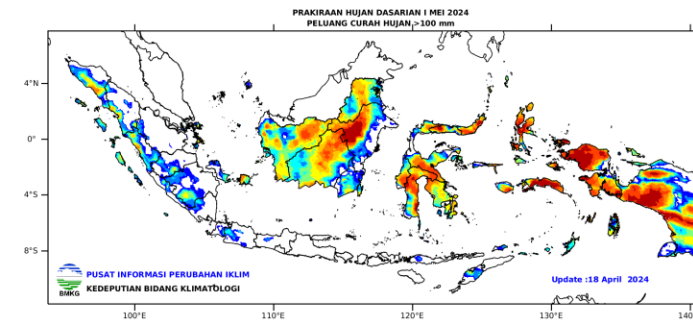 PRAKIRAAN HUJAN DASARIAN I MEI 2024
PELUANG CURAH HUJAN >100 mm
4°N
0°
4°S
8°S
PUSAT INFORMASI PERUBAHAN IKLIM
KEDEPUTIAN BIDANG KLIMATOLOGI
BMKG
Update :18 April 2024
100°E
110°E
120°E
130°E